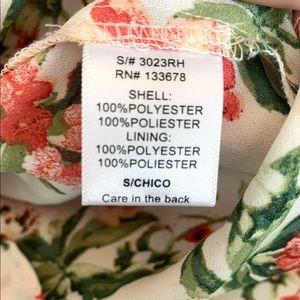 S/# 3023RH
RN# 133678
SHELL:
100%POLYESTER
100%POLIESTER
LINING:
100%POLYESTER
100%POLIESTER
S/CHICO
Care in the back